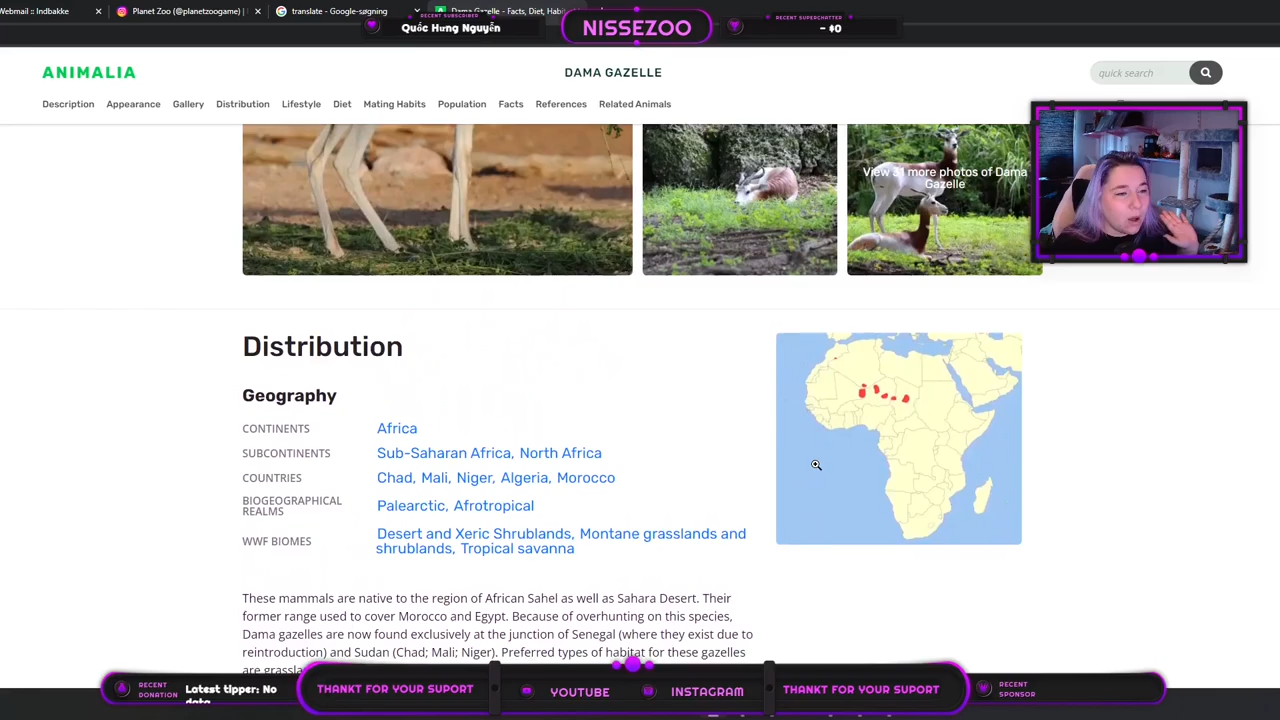 Webmail :: Indbakke
Planet Zoo (@planetzoogame) |
translate - Google-søgning
Dama Gazelle - Facts, Diet, Hab
RECENT SUBSCRIBER
Quốc Hưng Nguyễn
NISSEZOO
RECENT SUPERCHATTER
- $0
ANIMALIA
DAMA GAZELLE
quick search
Description
Appearance
Gallery
Distribution
Lifestyle
Diet
Mating Habits
Population
Facts
References
Related Animals
View 31 more photos of Dama
Gazelle
Distribution
Geography
CONTINENTS
Africa
SUBCONTINENTS
Sub-Saharan Africa, North Africa
COUNTRIES
Chad, Mali, Niger, Algeria, Morocco
BIOGEOGRAPHICAL
REALMS
Palearctic, Afrotropical
WWF BIOMES
Desert and Xeric Shrublands, Montane grasslands and
shrublands, Tropical savanna
These mammals are native to the region of African Sahel as well as Sahara Desert. Their
former range used to cover Morocco and Egypt. Because of overhunting on this species,
Dama gazelles are now found exclusively at the junction of Senegal (where they exist due to
reintroduction) and Sudan (Chad; Mali; Niger). Preferred types of habitat for these gazelles
are grassla
RECENT
DONATION
Latest tipper: No
data
THANKT FOR YOUR SUPORT
YOUTUBE
INSTAGRAM
THANKT FOR YOUR SUPORT
RECENT
SPONSOR